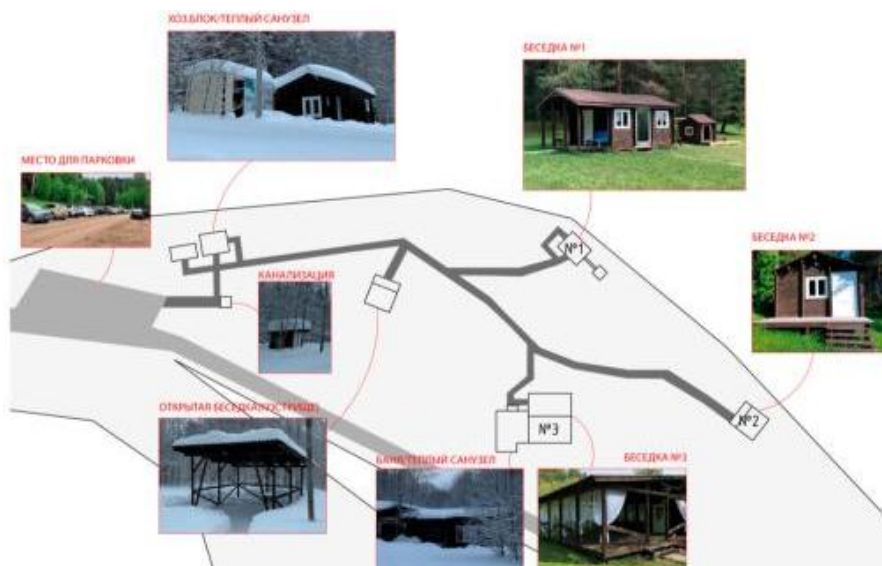 ХОЗ.БЛОК/ТЕПЛЫЙ САНУЗЕЛ
БЕСЕДКА №1
МЕСТО ДЛЯ ПАРКОВКИ
БЕСЕДКА №2
№1
КАНАЛИЗАЦИЯ
ОТКРЫТАЯ БЕСЕДКА(КОСТРИЩЕ)
№2
№3
БАНЯ/ТЕПЛЫЙ САНУЗЕЛ
БЕСЕДКА №3